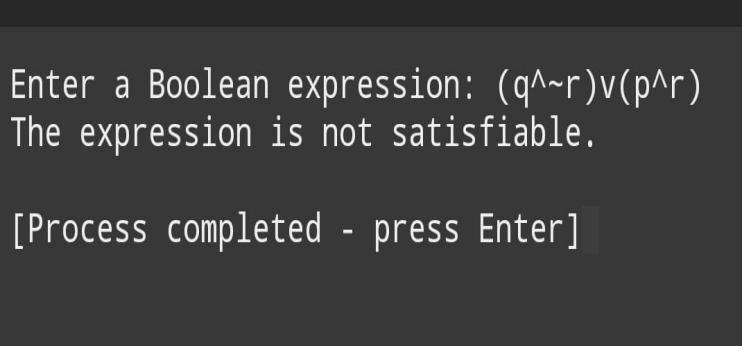 Enter a Boolean expression: (q^~r)v(p^r)
The expression is not satisfiable.
[Process completed - press Enter]